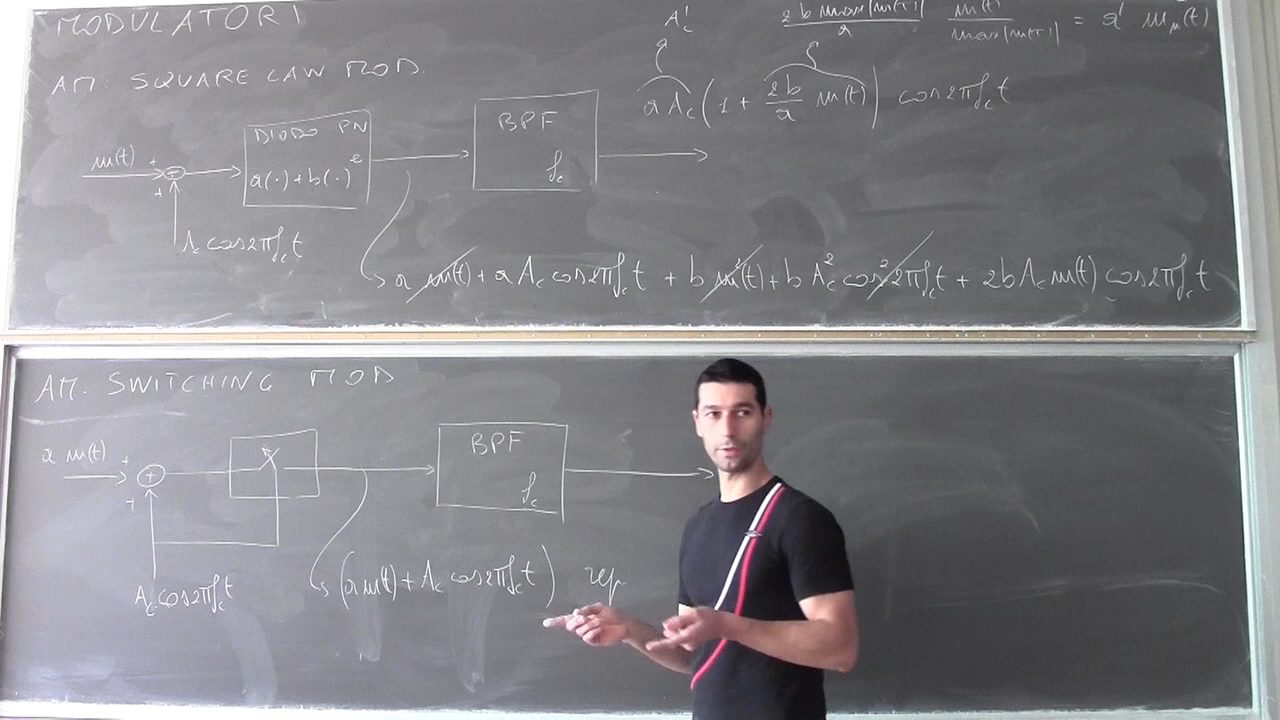 MODULATORI
A'c
2b max|m(t)| / a  m(t) / max|m(t)| = a' mₙ(t)
AM. SQUARE LAW MOD.
a Ac (1 + 2b/a m(t)) cos2πfct
m(t) + +
+
DIODO PN
a(·)+b(·)²
BPF
fc
A cos2πfct
a m(t) + a Ac cos2πfct + b m²(t) + b Ac² cos²2πfct + 2b Ac m(t) cos2πfct
AM. SWITCHING MOD
a m(t) + +
+
BPF
fc
Ac cos2πfct
(a m(t) + Ac cos2πfct) rep